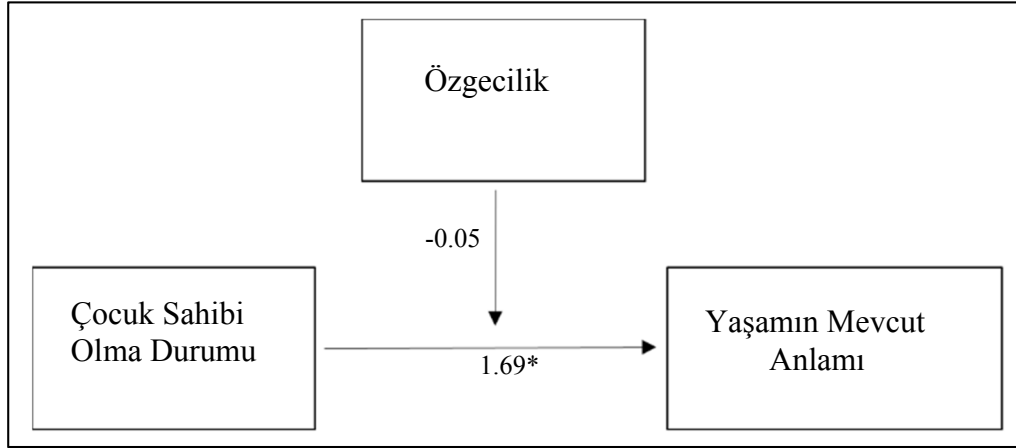 Özgecilik
-0.05
Çocuk Sahibi
Olma Durumu
1.69*
Yaşamın Mevcut
Anlamı